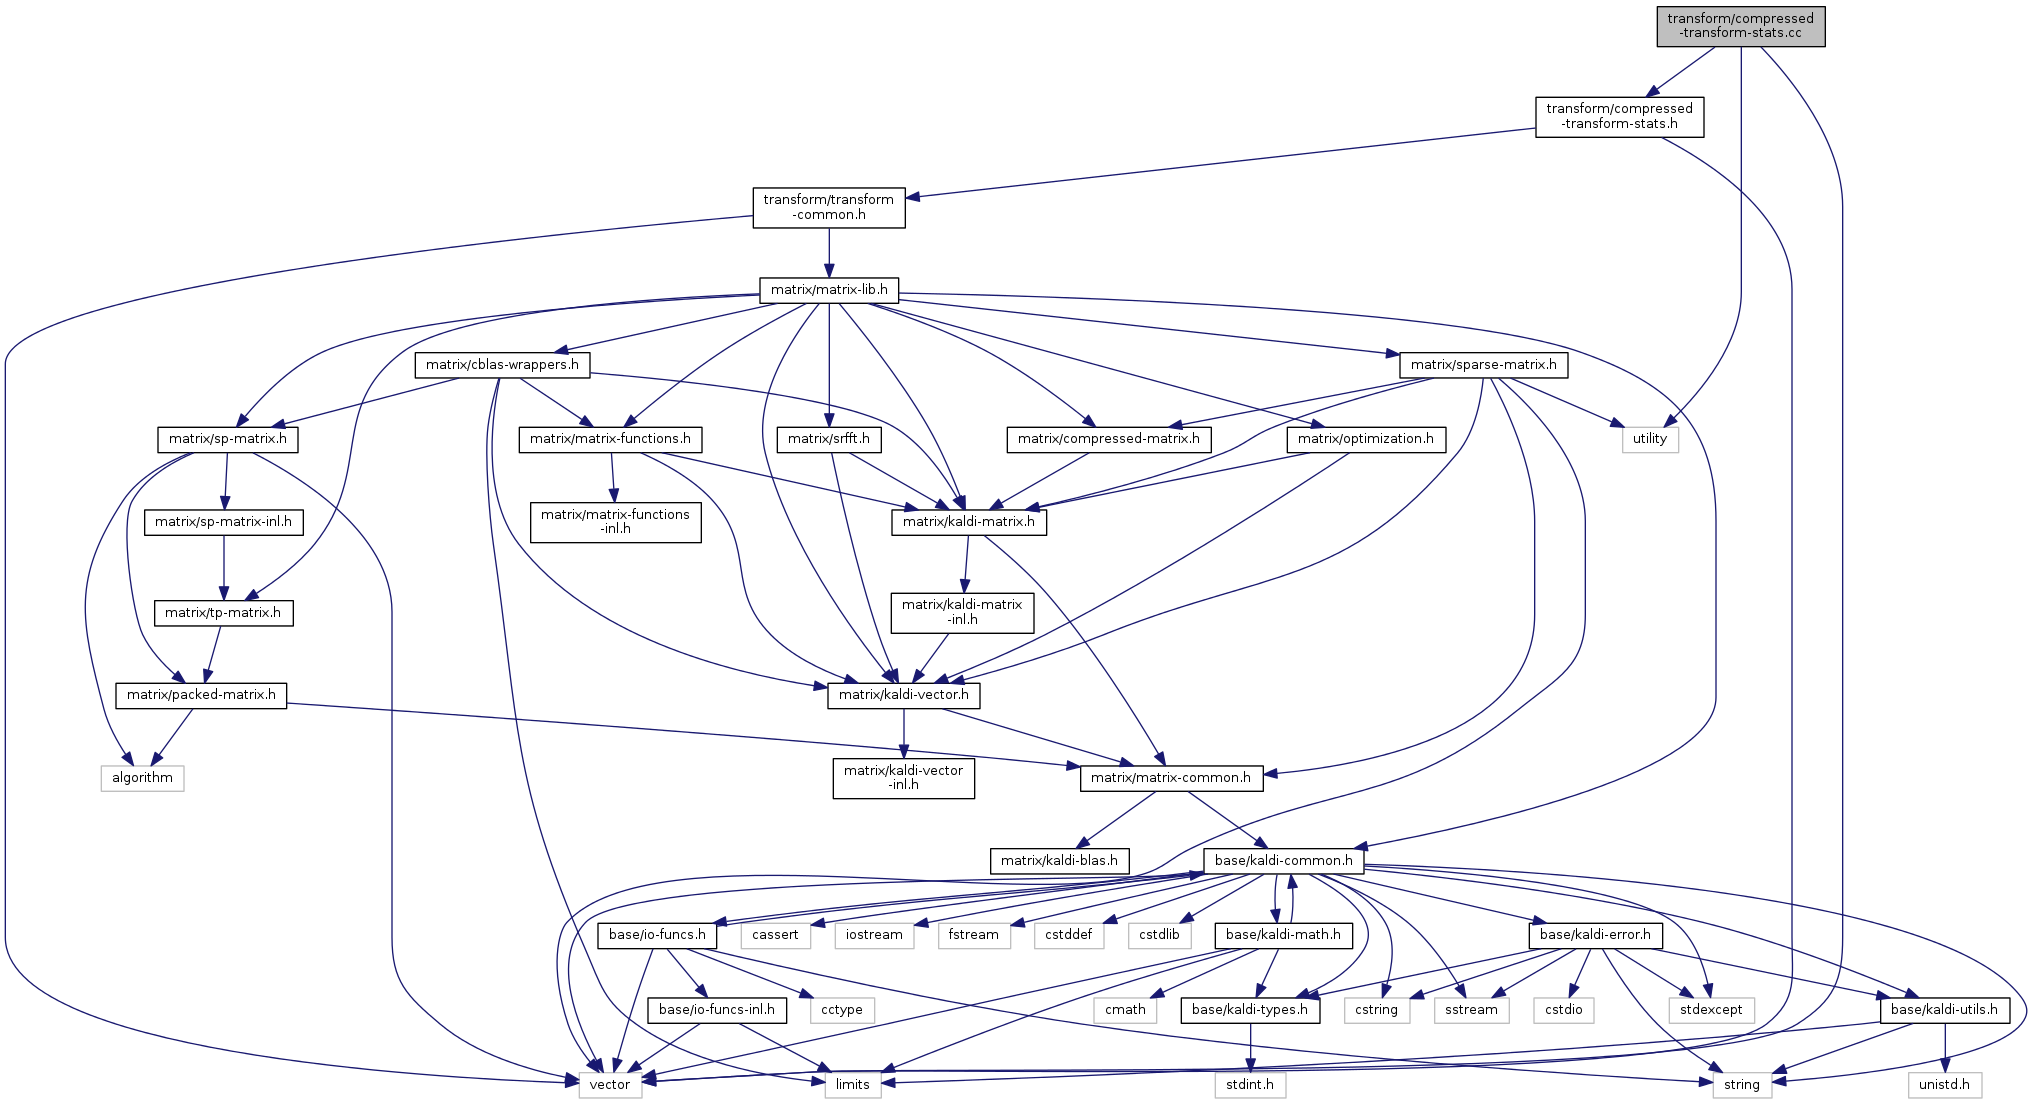 transform/compressed
-transform-stats.cc
transform/compressed
-transform-stats.h
transform/transform
-common.h
matrix/matrix-lib.h
matrix/cblas-wrappers.h
matrix/sparse-matrix.h
matrix/sp-matrix.h
matrix/matrix-functions.h
matrix/srfft.h
matrix/compressed-matrix.h
matrix/optimization.h
utility
matrix/sp-matrix-inl.h
matrix/matrix-functions
-inl.h
matrix/kaldi-matrix.h
matrix/tp-matrix.h
matrix/kaldi-matrix
-inl.h
matrix/packed-matrix.h
matrix/kaldi-vector.h
algorithm
matrix/kaldi-vector
-inl.h
matrix/matrix-common.h
matrix/kaldi-blas.h
base/kaldi-common.h
base/io-funcs.h
cassert
iostream
fstream
cstddef
cstdlib
base/kaldi-math.h
base/kaldi-error.h
base/io-funcs-inl.h
cctype
cmath
base/kaldi-types.h
cstring
sstream
cstdio
stdexcept
base/kaldi-utils.h
vector
limits
stdint.h
string
unistd.h